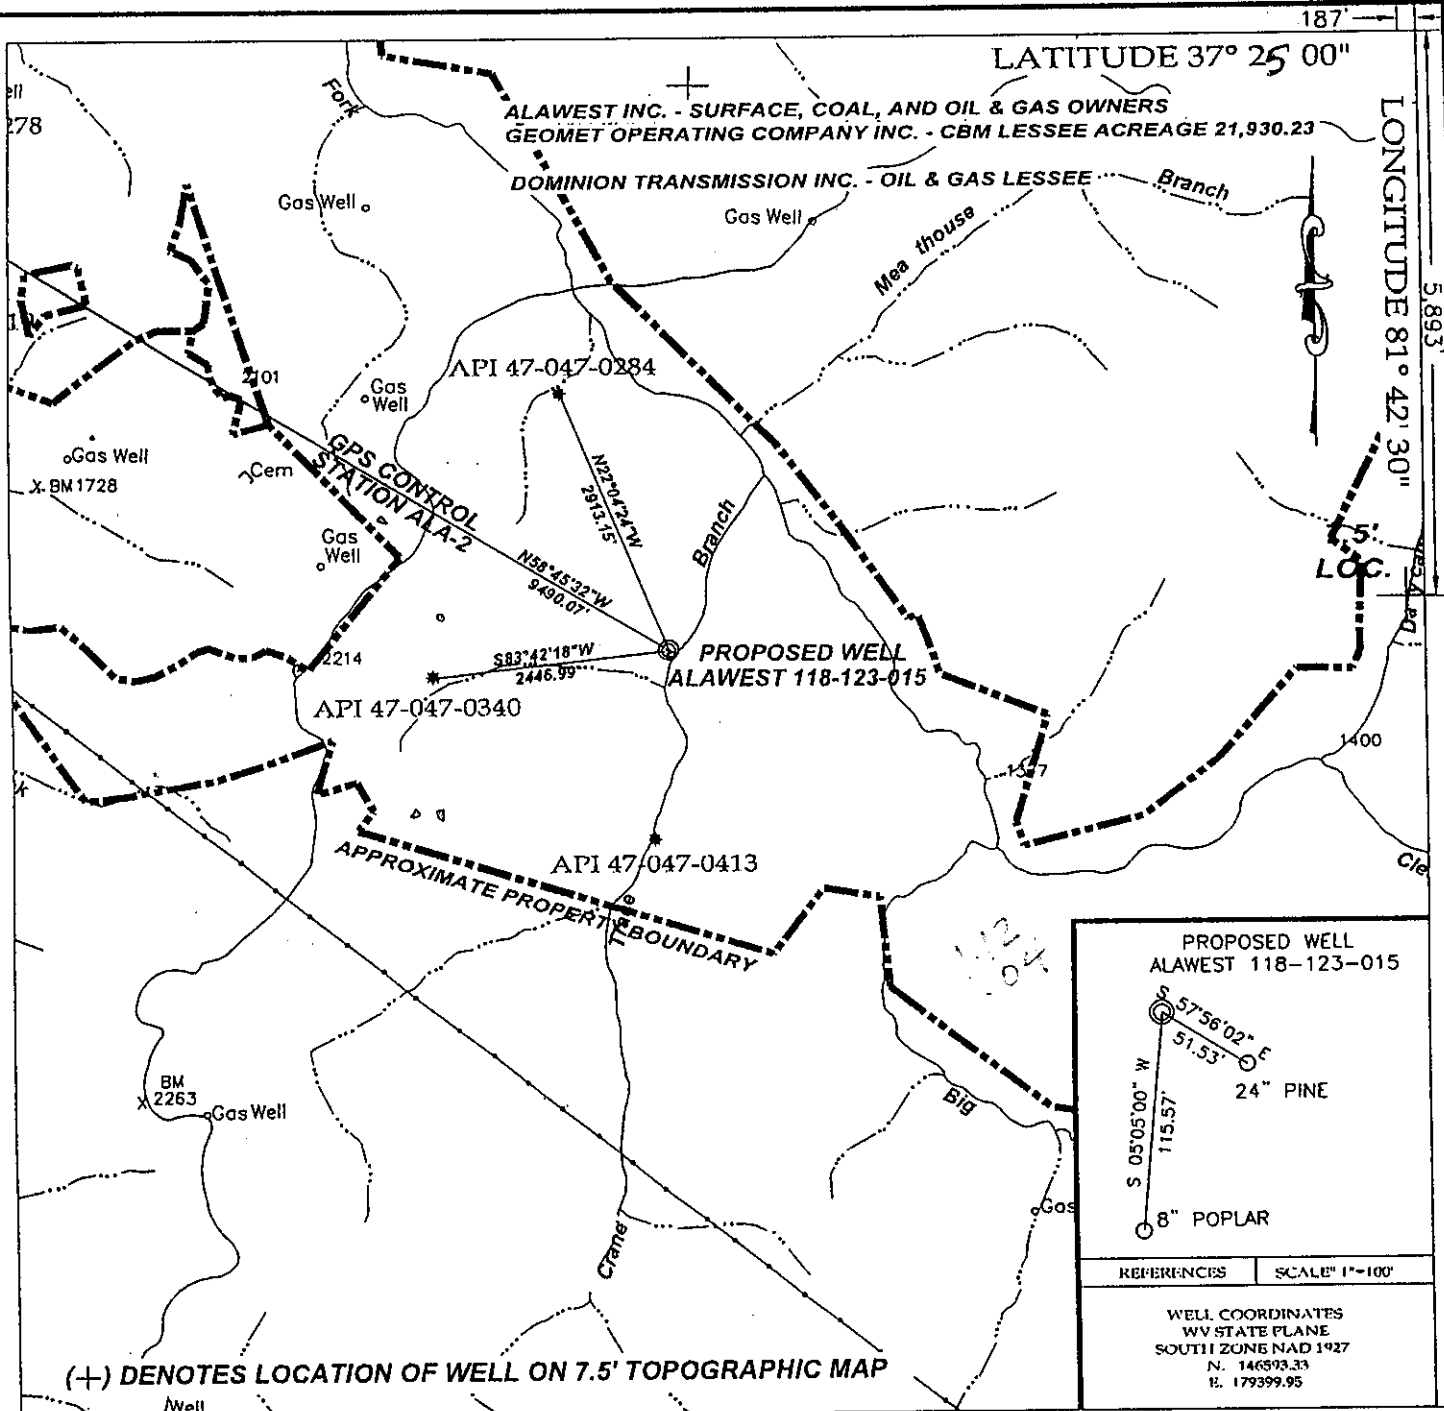 187'
LATITUDE 37° 25 00"
LONGITUDE 81° 42' 30"
5,893'
ell
278
Fork
ALAWEST INC. - SURFACE, COAL, AND OIL & GAS OWNERS
GEOMET OPERATING COMPANY INC. - CBM LESSEE ACREAGE 21,930.23
DOMINION TRANSMISSION INC. - OIL & GAS LESSEE
Branch
Gas Well
Gas Well
Mea thouse
API 47-047-0284
2101
Gas
Well
Gas Well
X BM 1728
Cem
GPS CONTROL
STATION ALA-2
N22°04'24"W
2913.15'
Branch
Gas
Well
N58°45'32"W
9490.07'
7.5'
LOC.
S83°42'18"W
2446.99'
PROPOSED WELL
ALAWEST 118-123-015
2214
API 47-047-0340
1400
1377
k
APPROXIMATE PROPERTY BOUNDARY
API 47-047-0413
Cle
PROPOSED WELL
ALAWEST 118-123-015
S 57°56'02" E
51.53'
24" PINE
S 05°05'00" W
115.57'
8" POPLAR
BM
X 2263
Gas Well
Big
Gas
Crane
REFERENCES
SCALE" 1"=100'
WELL COORDINATES
WV STATE PLANE
SOUTH ZONE NAD 1927
N. 146593.33
E. 179399.95
(+) DENOTES LOCATION OF WELL ON 7.5' TOPOGRAPHIC MAP
Well